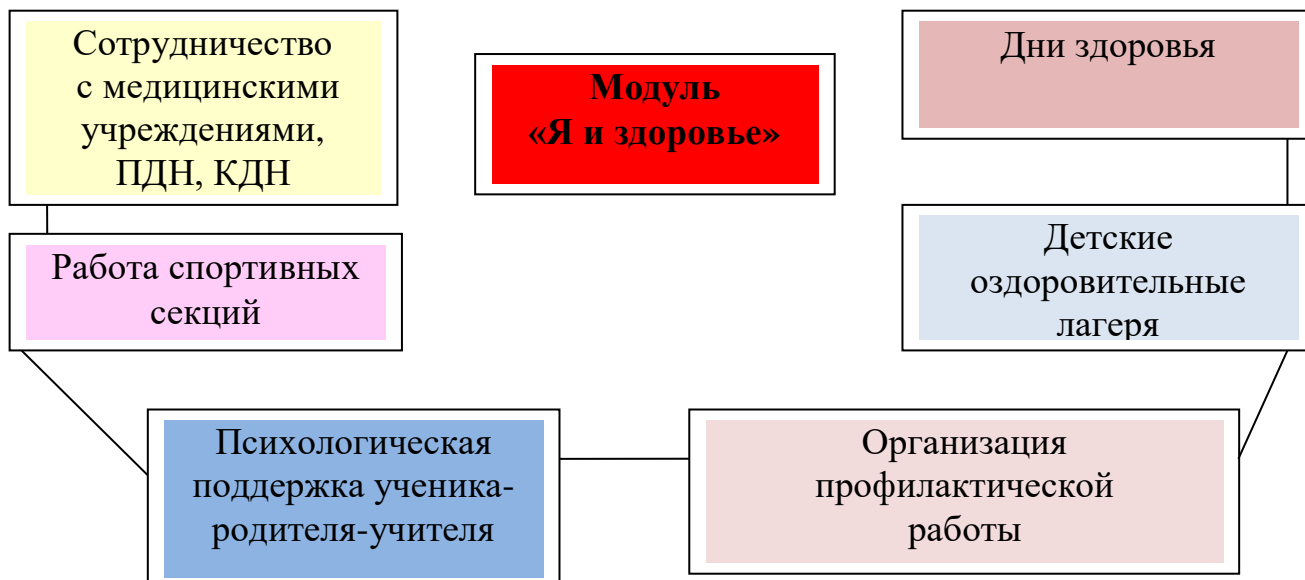 Сотрудничество
с медицинскими
учреждениями,
ПДН, КДН
Модуль
«Я и здоровье»
Дни здоровья
Работа спортивных
секций
Детские
оздоровительные
лагеря
Психологическая
поддержка ученика-
родителя-учителя
Организация
профилактической
работы